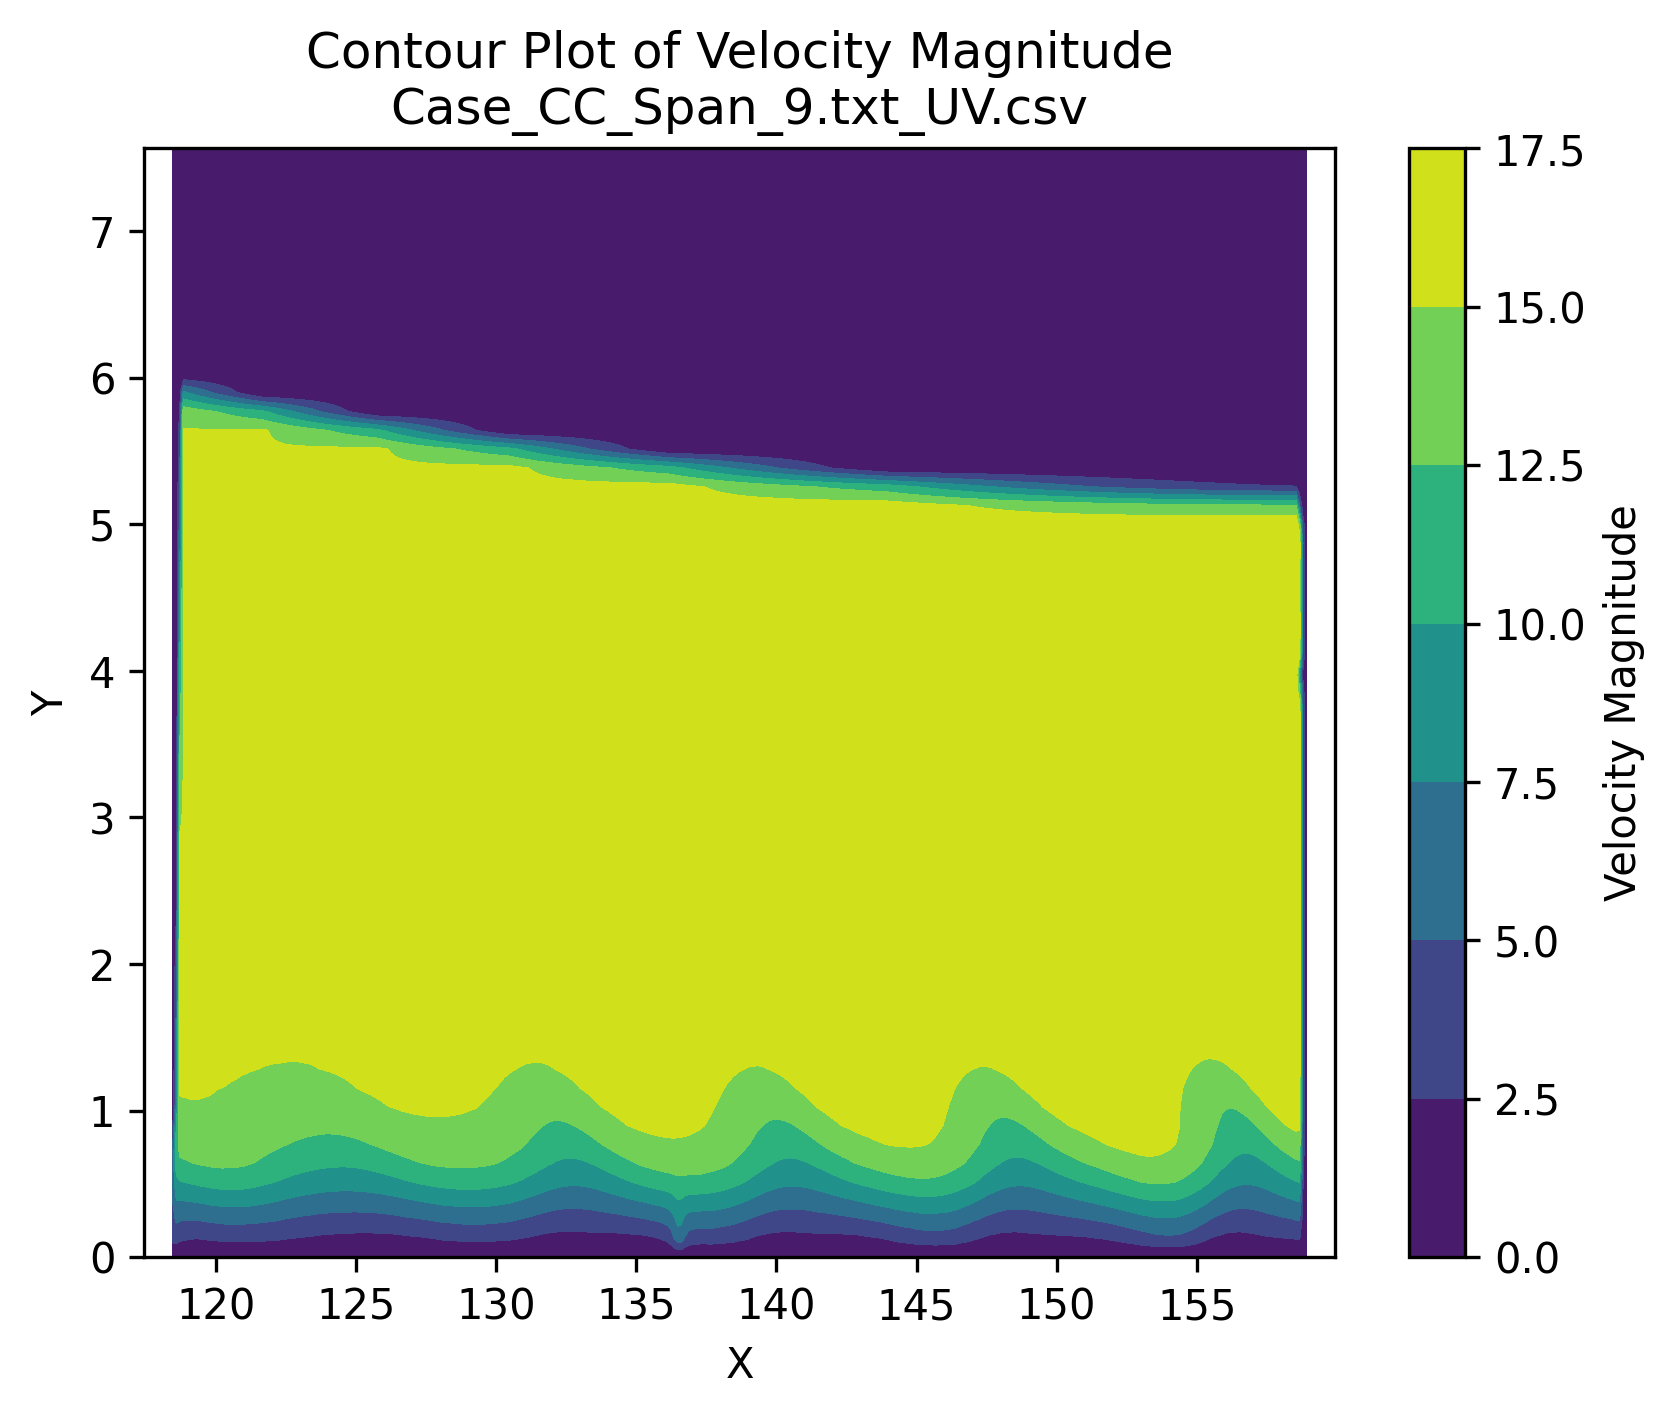 Contour Plot of Velocity Magnitude
Case_CC_Span_9.txt_UV.csv
7
6
5
4
3
2
1
0
Y
120 125 130 135 140 145 150 155
X
17.5
15.0
12.5
10.0
7.5
5.0
2.5
0.0
Velocity Magnitude